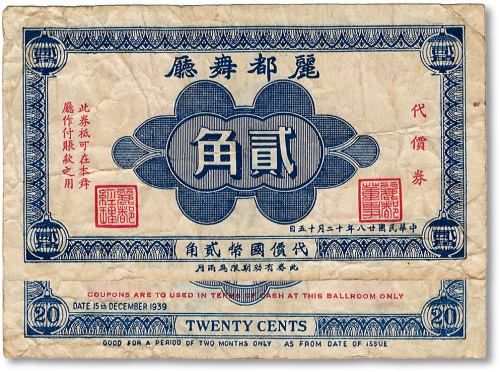 麗都舞廳
代價券
貳角
此券祗可在本舞
廳作付賬款之用
中華民國廿八年十二月十五日
代價國幣貳角
此券有効期限為兩月
COUPONS ARE TO USED IN TERMS OF CASH AT THIS BALLROOM ONLY
DATE 15th DECEMBER 1939
20 TWENTY CENTS 20
GOOD FOR A PERIOD OF TWO MONTHS ONLY AS FROM DATE OF ISSUE